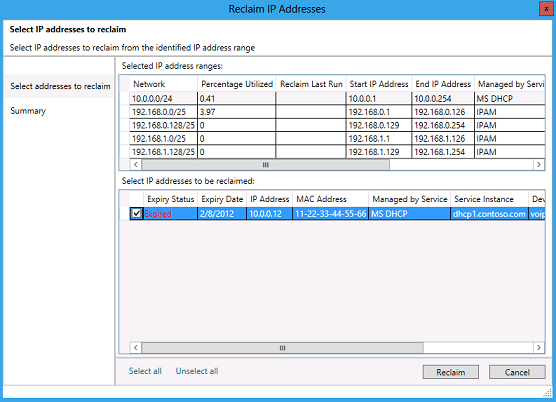 Reclaim IP Addresses
x
Select IP addresses to reclaim
Select IP addresses to reclaim from the identified IP address range
Select addresses to reclaim
Summary
Selected IP address ranges:
Network Percentage Utilized Reclaim Last Run Start IP Address End IP Address Managed by Servic
10.0.0.0/24 0.41 10.0.0.1 10.0.0.254 MS DHCP
192.168.0.0/25 3.97 192.168.0.1 192.168.0.126 IPAM
192.168.0.128/25 0 192.168.0.129 192.168.0.254 IPAM
192.168.1.0/25 0 192.168.1.1 192.168.1.126 IPAM
192.168.1.128/25 0 192.168.1.129 192.168.1.254 IPAM
Select IP addresses to be reclaimed:
Expiry Status Expiry Date IP Address MAC Address Managed by Service Service Instance Dev
Expired 2/8/2012 10.0.0.12 11-22-33-44-55-66 MS DHCP dhcp1.contoso.com voip
Select all Unselect all Reclaim Cancel